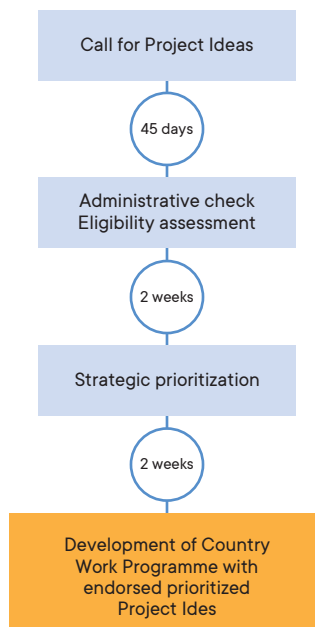 Call for Project Ideas
45 days
Administrative check
Eligibility assessment
2 weeks
Strategic prioritization
2 weeks
Development of Country
Work Programme with
endorsed prioritized
Project Ides